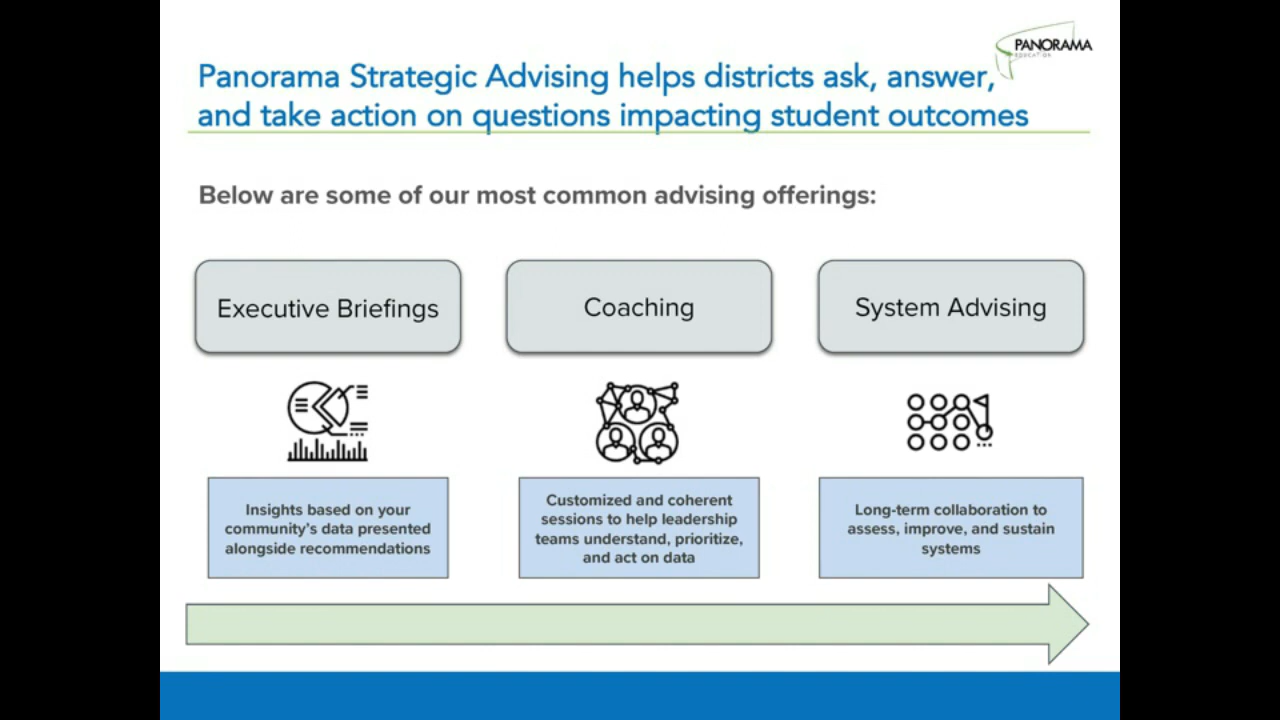 PANORAMA
EDUCATION
Panorama Strategic Advising helps districts ask, answer,
and take action on questions impacting student outcomes
Below are some of our most common advising offerings:
Executive Briefings
Coaching
System Advising
Insights based on your
community's data presented
alongside recommendations
Customized and coherent
sessions to help leadership
teams understand, prioritize,
and act on data
Long-term collaboration to
assess, improve, and sustain
systems